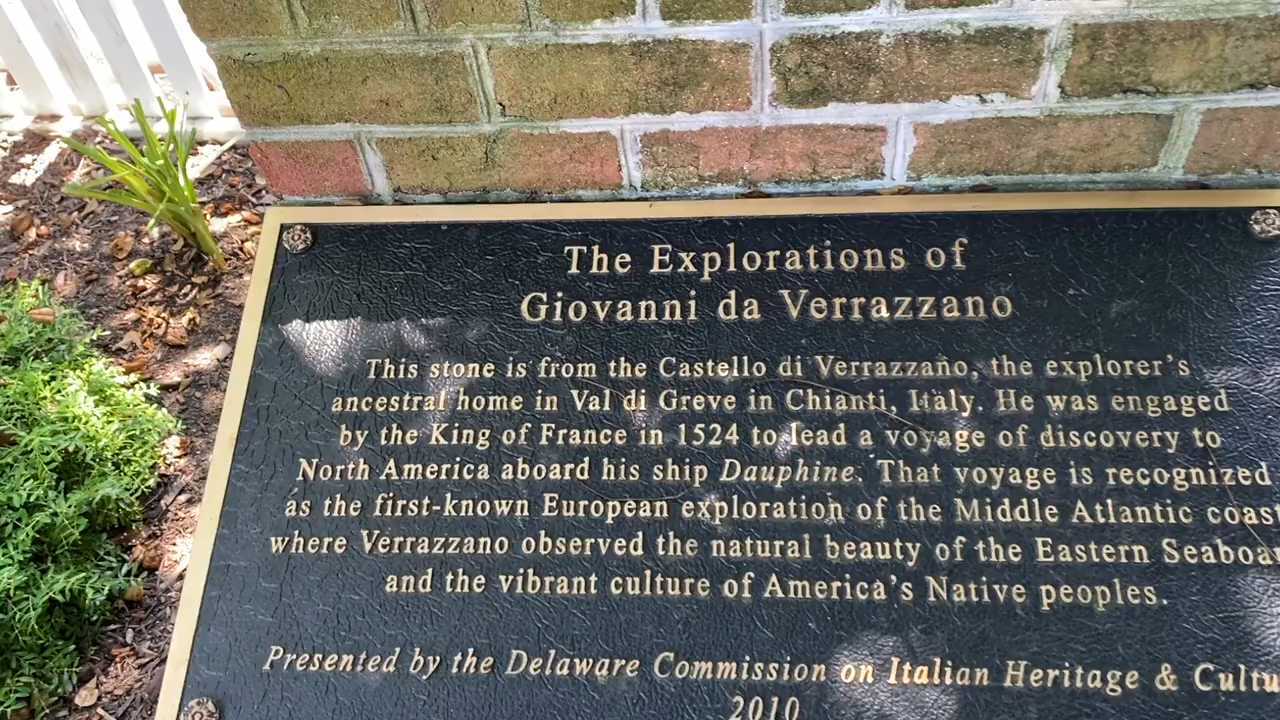 The Explorations of
Giovanni da Verrazzano
This stone is from the Castello di Verrazzano, the explorer's
ancestral home in Val di Greve in Chianti, Italy. He was engaged
by the King of France in 1524 to lead a voyage of discovery to
North America aboard his ship Dauphine. That voyage is recognized
as the first-known European exploration of the Middle Atlantic coast
where Verrazzano observed the natural beauty of the Eastern Seaboa
and the vibrant culture of America's Native peoples.
Presented by the Delaware Commission on Italian Heritage & Cultu
2010